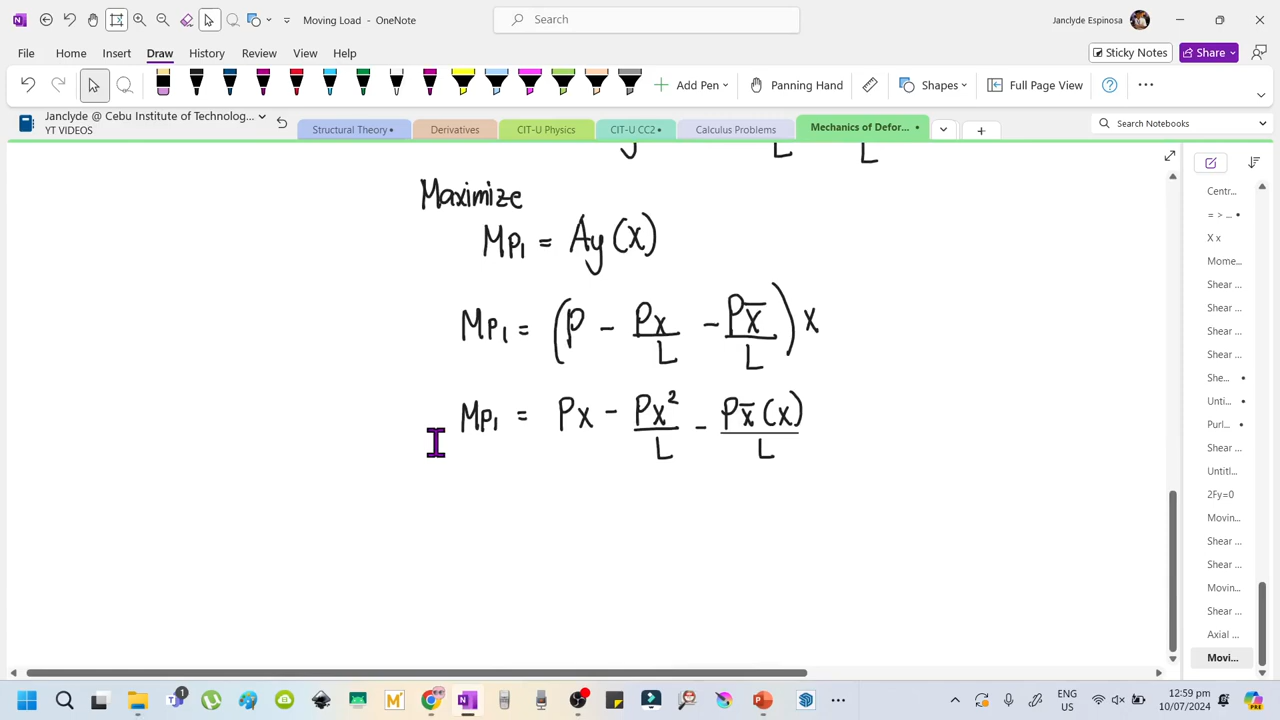 Moving Load - OneNote
Search
Janclyde Espinosa
File Home Insert Draw History Review View Help
Sticky Notes
Share
Add Pen
Panning Hand
Shapes
Full Page View
Janclyde @ Cebu Institute of Technolog...
YT VIDEOS
Structural Theory
Derivatives
CIT-U Physics
CIT-U CC2
Calculus Problems
Mechanics of Defor...
Search Notebooks
y L L
Maximize
Mp₁ = Ay(x)
Mp₁ = (P - Px/L - Px̅/L) x
Mp₁ = Px - Px²/L - Px̅(x)/L
Centr...
= > ...
X x
Mome...
Shear ...
Shear ...
Shear ...
Shear ...
She...
Unti...
Purl...
Shear ...
Untitl...
2Fy=0
Movin...
Shear ...
Shear ...
Movin...
Shear ...
Axial ...
Movi...
1
ENG
US
12:59 pm
10/07/2024